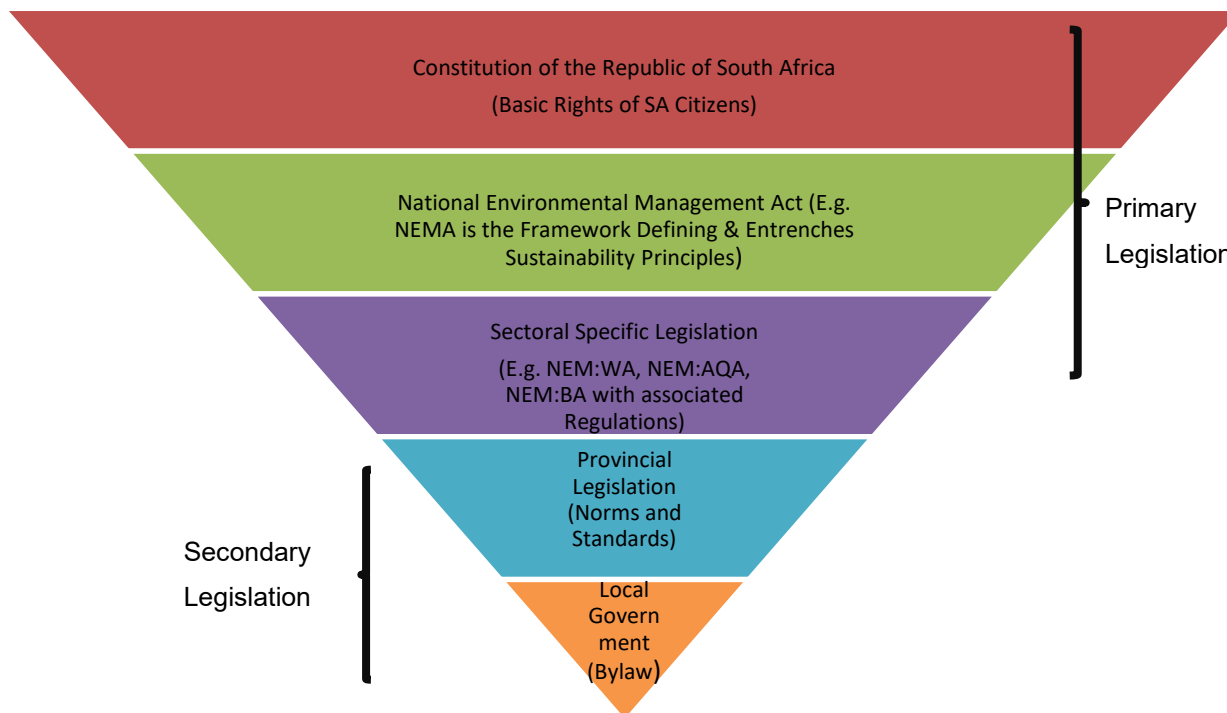 Constitution of the Republic of South Africa
(Basic Rights of SA Citizens)
National Environmental Management Act (E.g.
NEMA is the Framework Defining & Entrenches
Sustainability Principles)
Primary
Legislation
Sectoral Specific Legislation
(E.g. NEM:WA, NEM:AQA,
NEM:BA with associated
Regulations)
Provincial
Legislation
(Norms and
Standards)
Secondary
Legislation
Local
Govern
ment
(Bylaw)